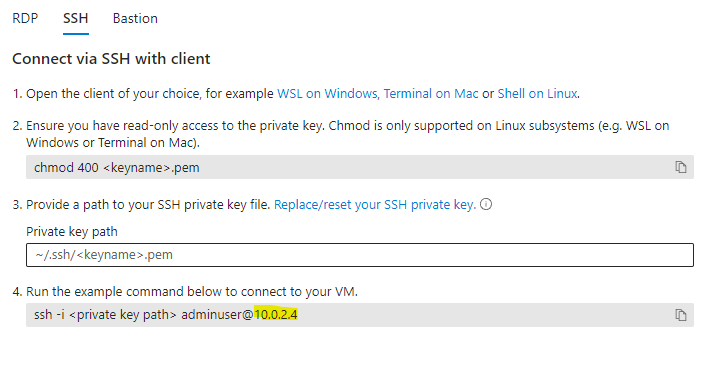 RDP SSH Bastion
Connect via SSH with client
1. Open the client of your choice, for example WSL on Windows, Terminal on Mac or Shell on Linux.
2. Ensure you have read-only access to the private key. Chmod is only supported on Linux subsystems (e.g. WSL on
Windows or Terminal on Mac).
chmod 400 <keyname>.pem
3. Provide a path to your SSH private key file. Replace/reset your SSH private key.
Private key path
~/.ssh/<keyname>.pem
4. Run the example command below to connect to your VM.
ssh -i <private key path> adminuser@10.0.2.4